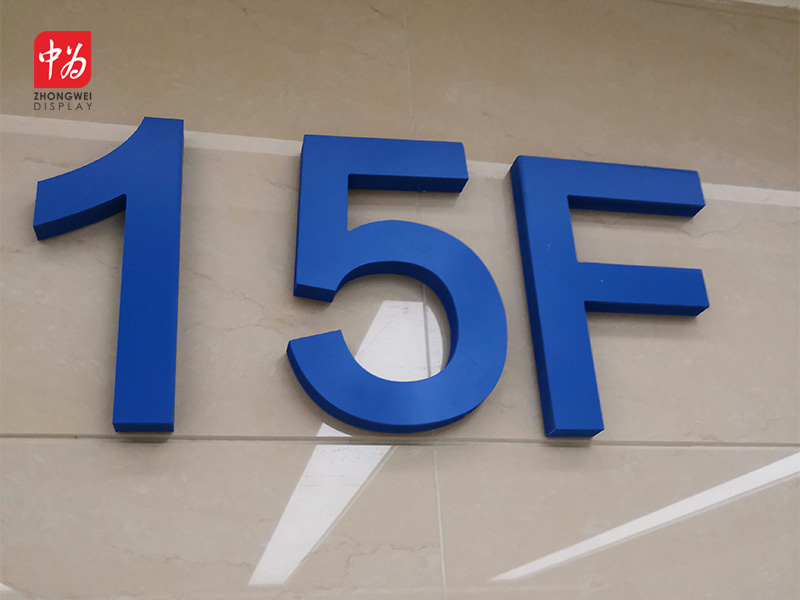 中为
ZHONGWEI
DISPLAY
15F